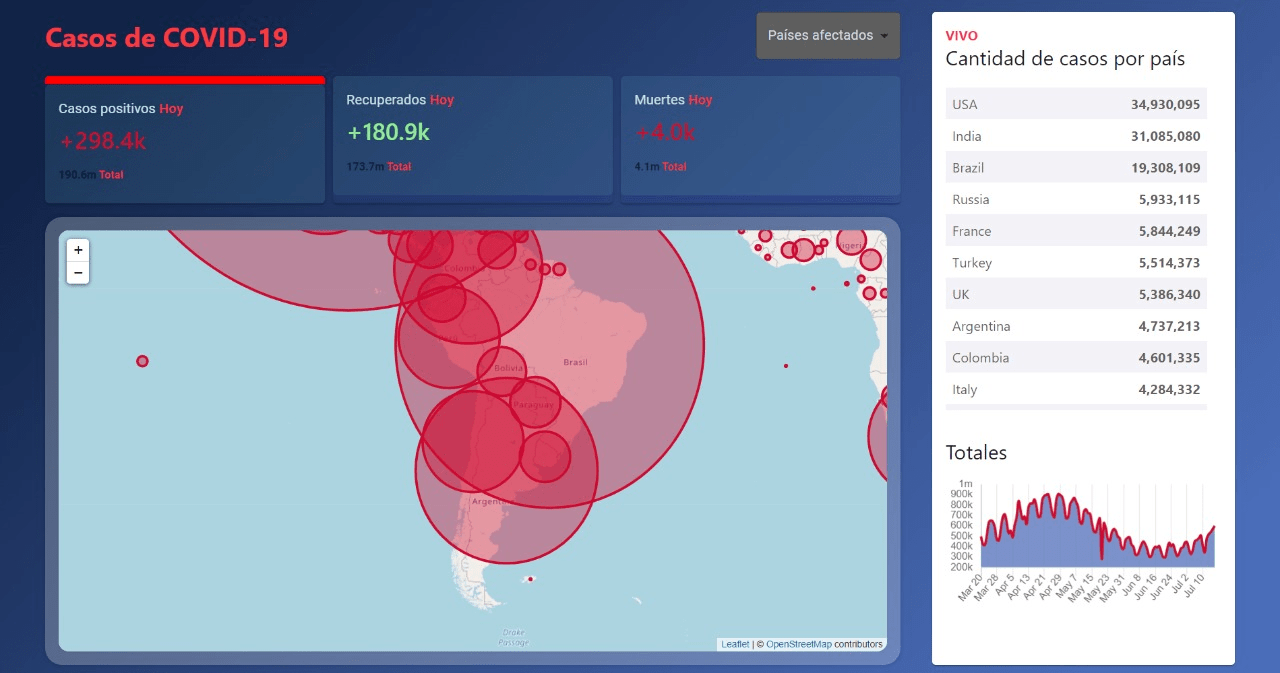 Casos de COVID-19
Países afectados
Casos positivos Hoy
+298.4k
190.6m Total
Recuperados Hoy
+180.9k
173.7m Total
Muertes Hoy
+4.0k
4.1m Total
+
−
Colombia
Perú
Brasil
Bolivia
Paraguay
Argentina
Nigeria
Drake
Passage
Leaflet | © OpenStreetMap contributors
VIVO
Cantidad de casos por país
USA 34,930,095
India 31,085,080
Brazil 19,308,109
Russia 5,933,115
France 5,844,249
Turkey 5,514,373
UK 5,386,340
Argentina 4,737,213
Colombia 4,601,335
Italy 4,284,332
Totales
1m
900k
800k
700k
600k
500k
400k
300k
200k
Mar 20
Mar 28
Apr 5
Apr 13
Apr 21
Apr 29
May 7
May 15
May 23
May 31
Jun 8
Jun 16
Jun 24
Jul 2
Jul 10